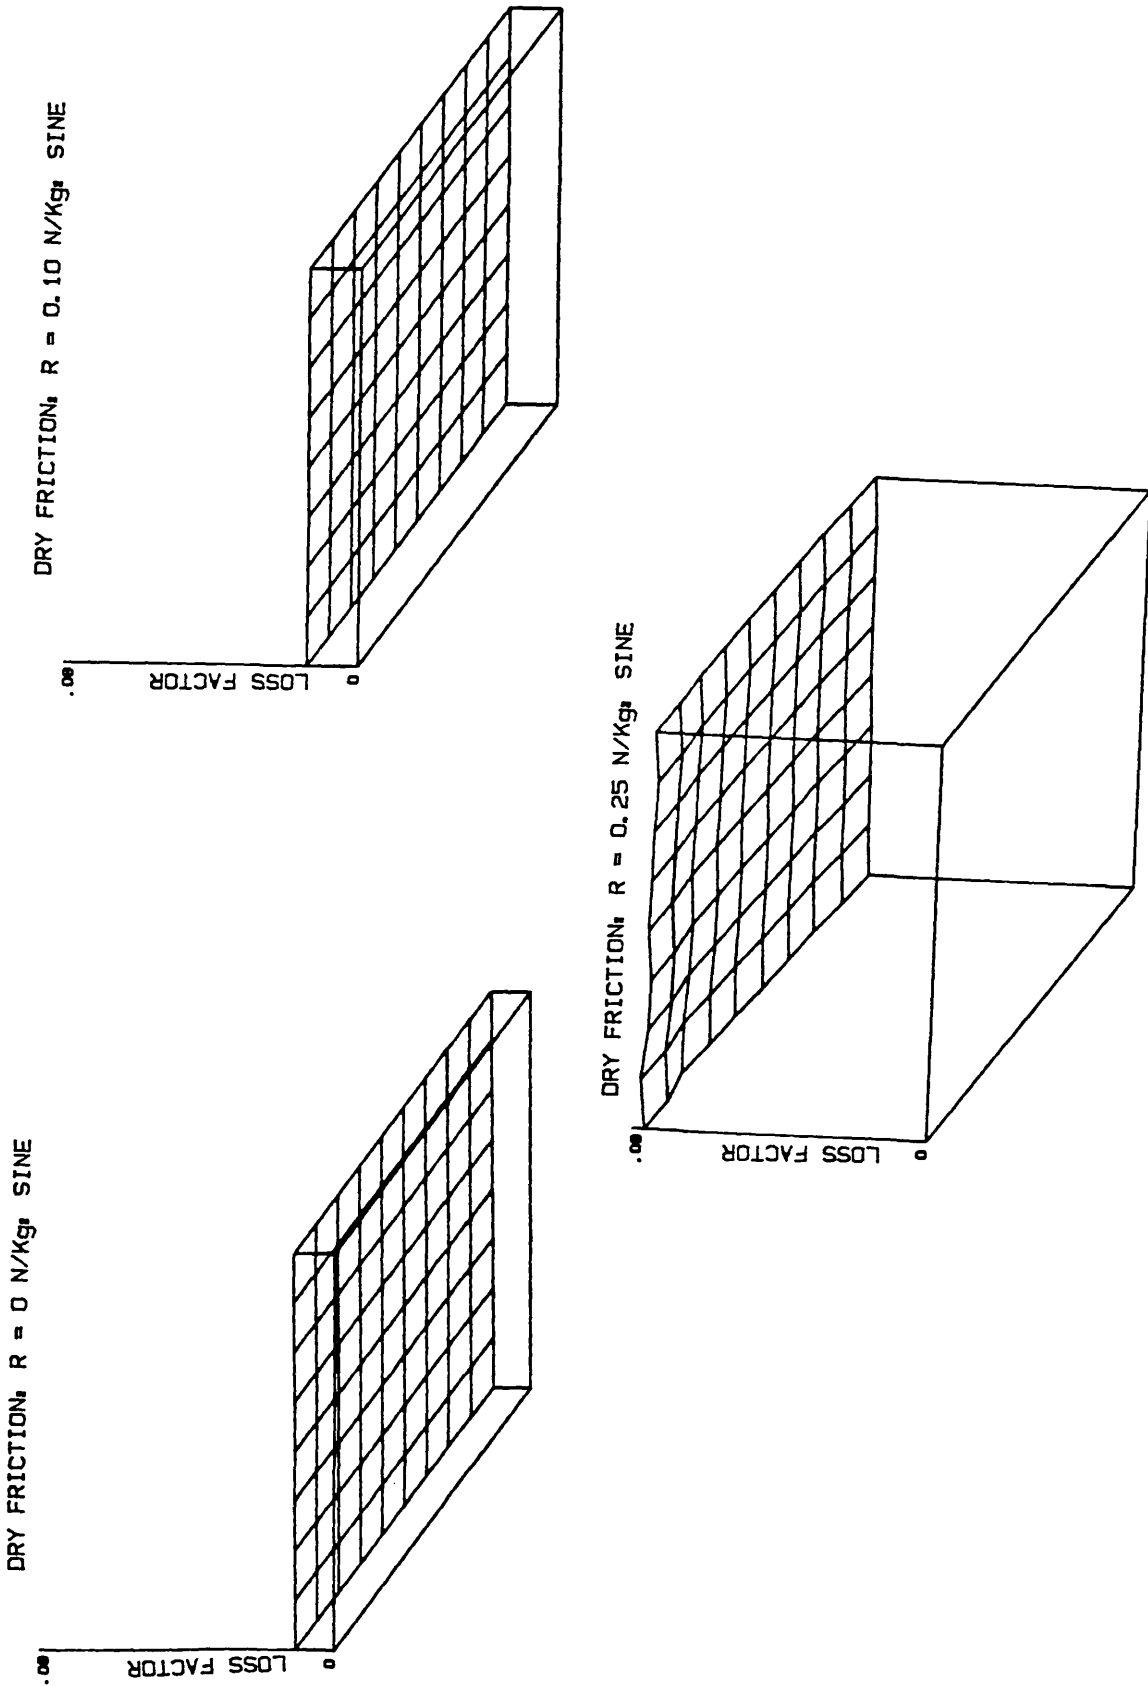 DRY FRICTION: R = 0 N/Kg: SINE
.08
LOSS FACTOR
0
DRY FRICTION: R = 0.10 N/Kg: SINE
.08
LOSS FACTOR
0
DRY FRICTION: R = 0.25 N/Kg: SINE
.08
LOSS FACTOR
0